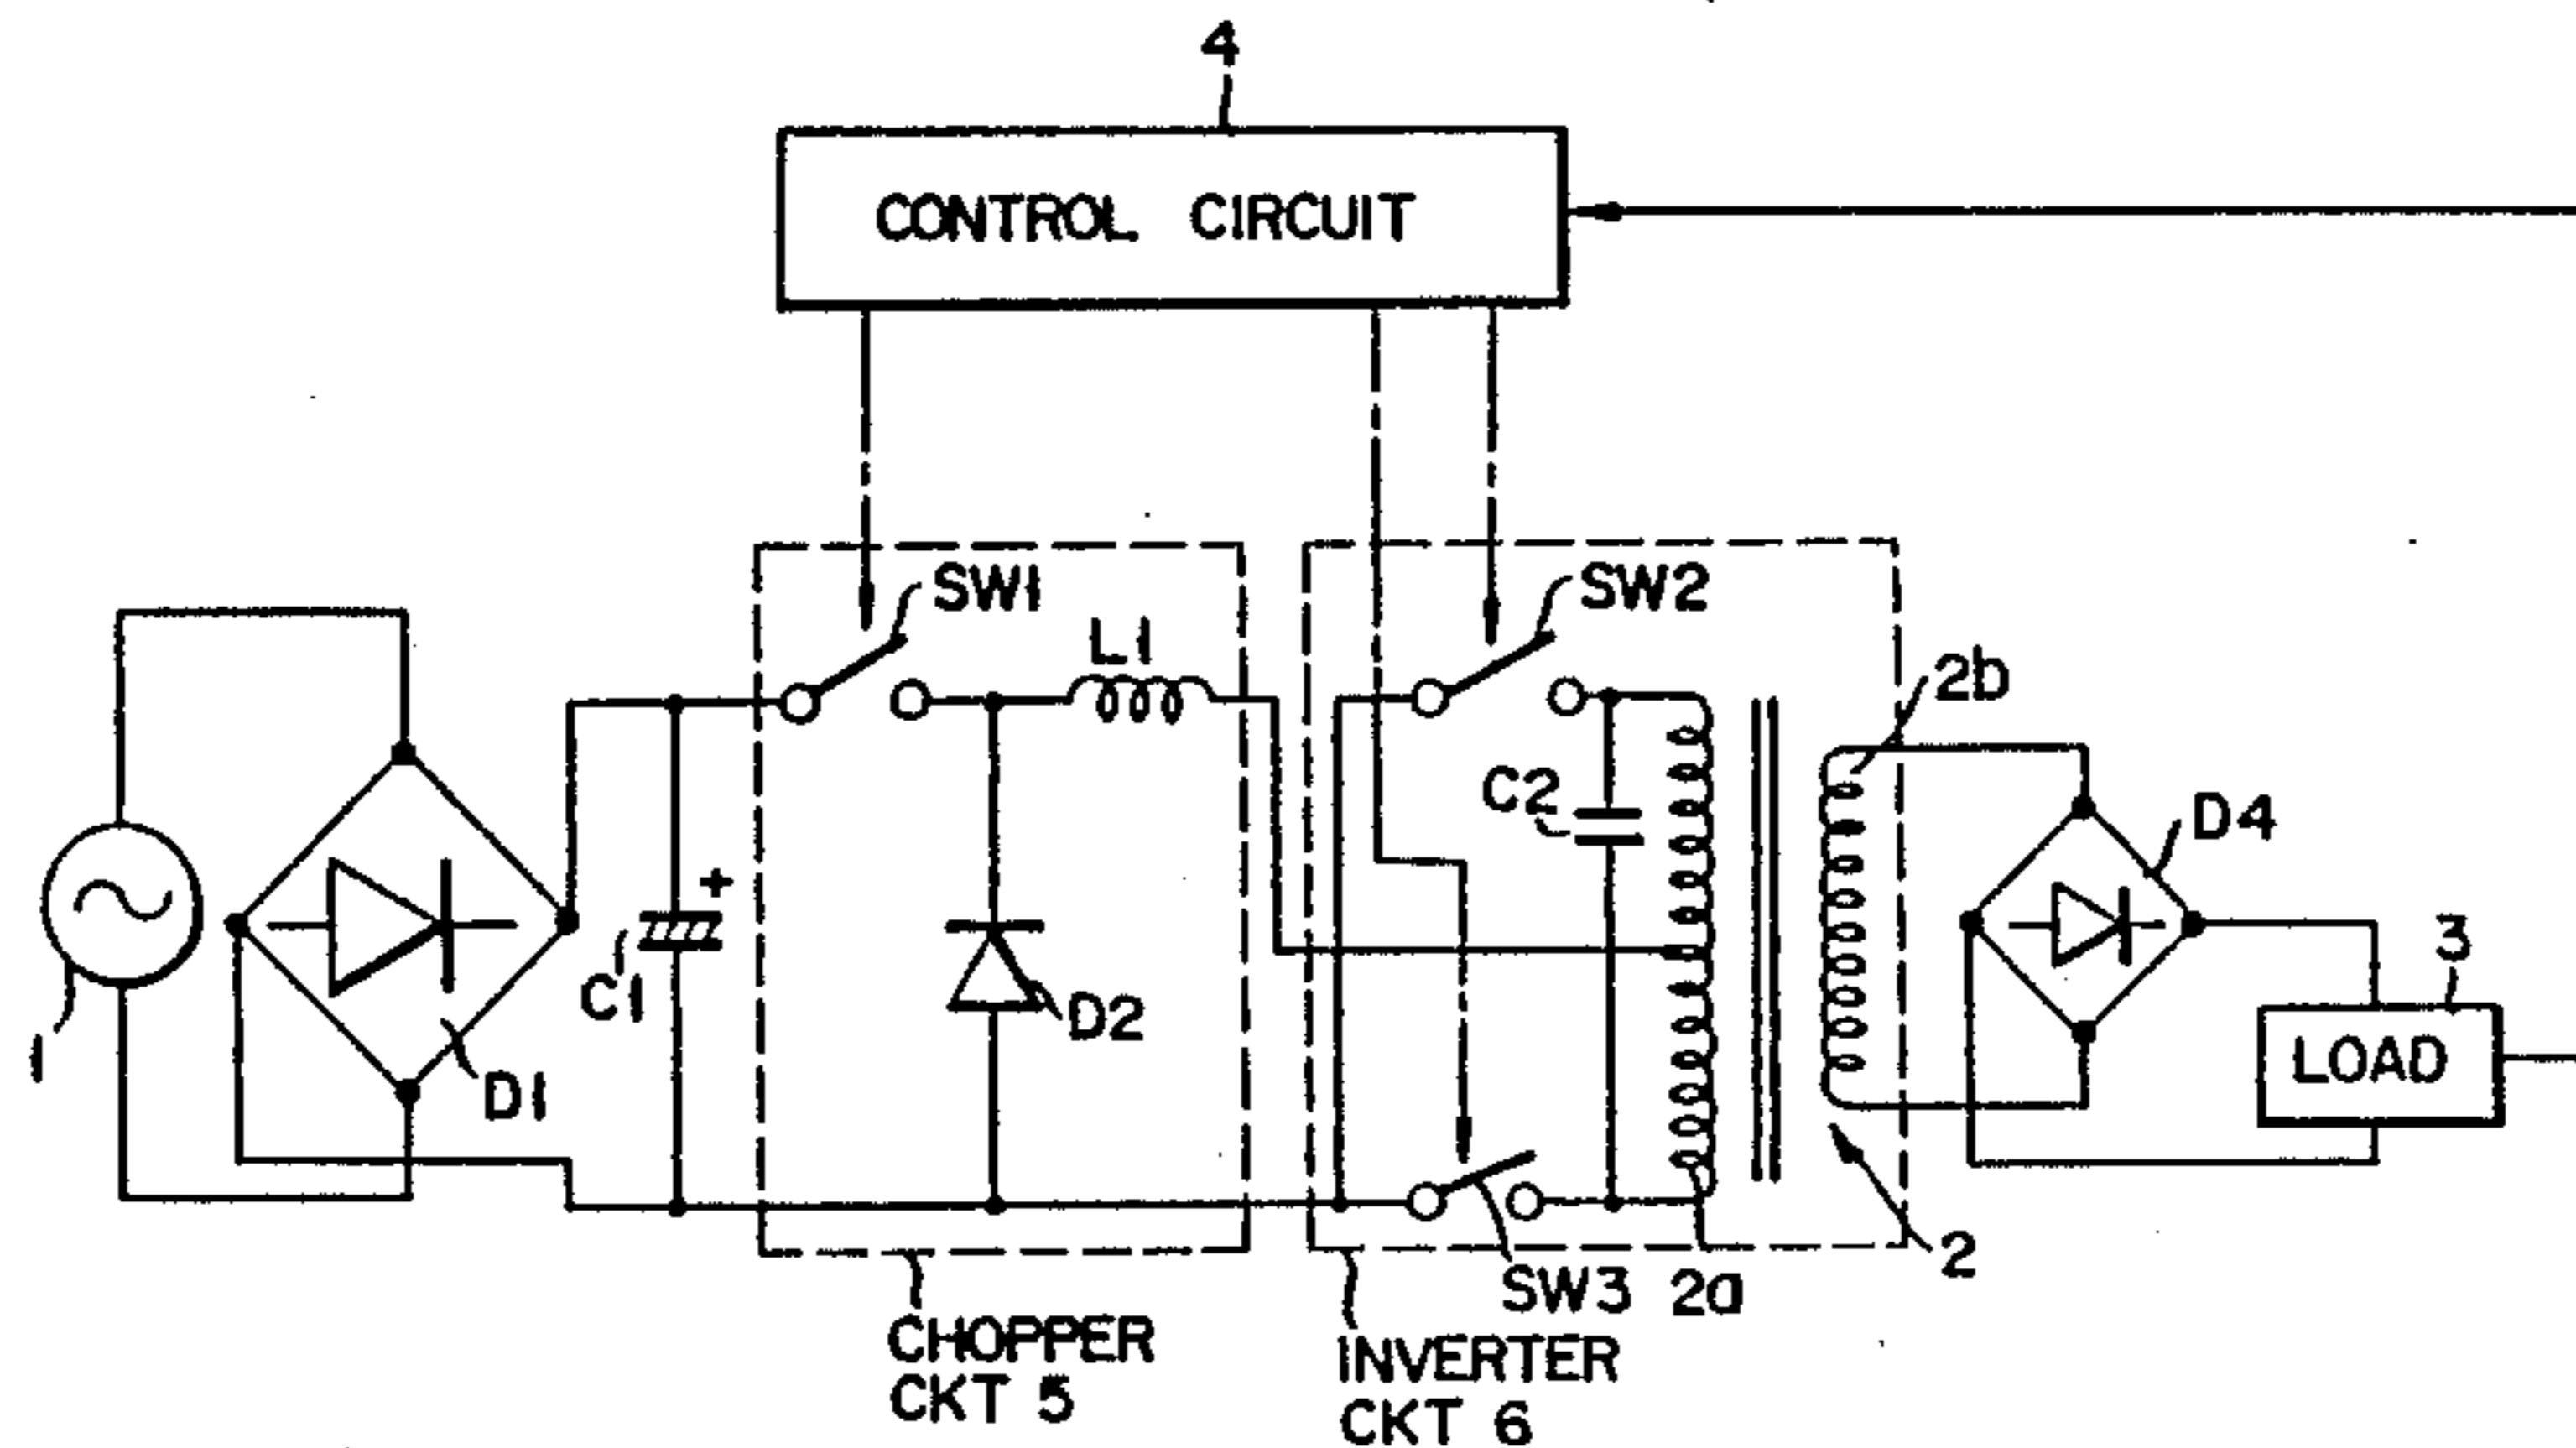 4
CONTROL CIRCUIT
SW1
L1
SW2
2b
C2
D4
+
C1
D2
3
LOAD
1
D1
2
SW3
2a
CHOPPER
CKT 5
INVERTER
CKT 6